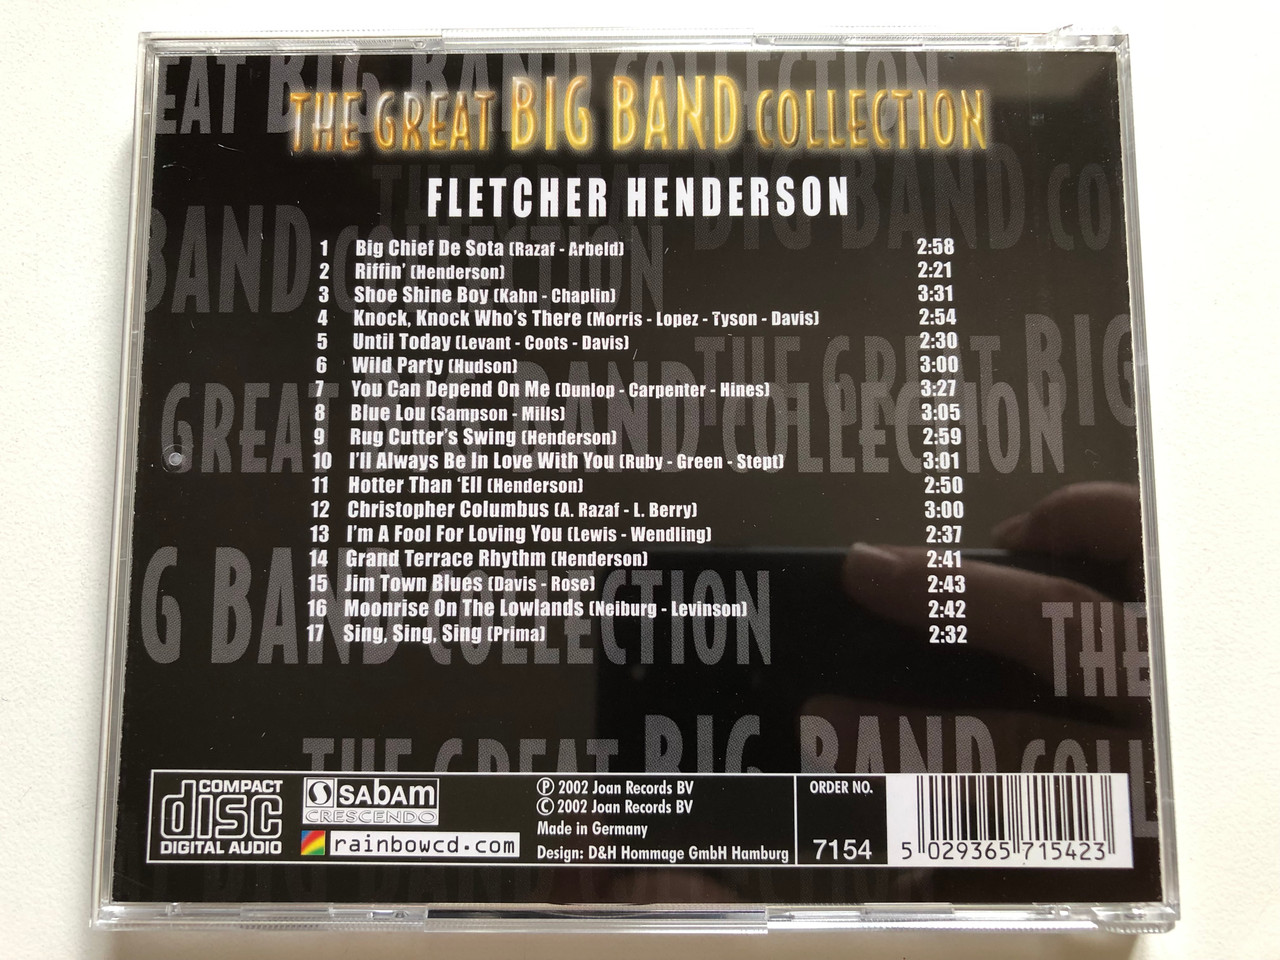 THE GREAT BIG BAND COLLECTION
FLETCHER HENDERSON
1 Big Chief De Sota (Razaf - Arbeld) 2:58
2 Riffin' (Henderson) 2:21
3 Shoe Shine Boy (Kahn - Chaplin) 3:31
4 Knock, Knock Who's There (Morris - Lopez - Tyson - Davis) 2:54
5 Until Today (Levant - Coots - Davis) 2:30
6 Wild Party (Hudson) 3:00
7 You Can Depend On Me (Dunlop - Carpenter - Hines) 3:27
8 Blue Lou (Sampson - Mills) 3:05
9 Rug Cutter's Swing (Henderson) 2:59
10 I'll Always Be In Love With You (Ruby - Green - Stept) 3:01
11 Hotter Than 'Ell (Henderson) 2:50
12 Christopher Columbus (A. Razaf - L. Berry) 3:00
13 I'm A Fool For Loving You (Lewis - Wendling) 2:37
14 Grand Terrace Rhythm (Henderson) 2:41
15 Jim Town Blues (Davis - Rose) 2:43
16 Moonrise On The Lowlands (Neiburg - Levinson) 2:42
17 Sing, Sing, Sing (Prima) 2:32
COMPACT
disc
DIGITAL AUDIO
SABAM
CRESCENDO
rainbowcd.com
Ⓟ 2002 Joan Records BV
© 2002 Joan Records BV
Made in Germany
Design: D&H Hommage GmbH Hamburg
ORDER NO.
7154
5 029365 715423